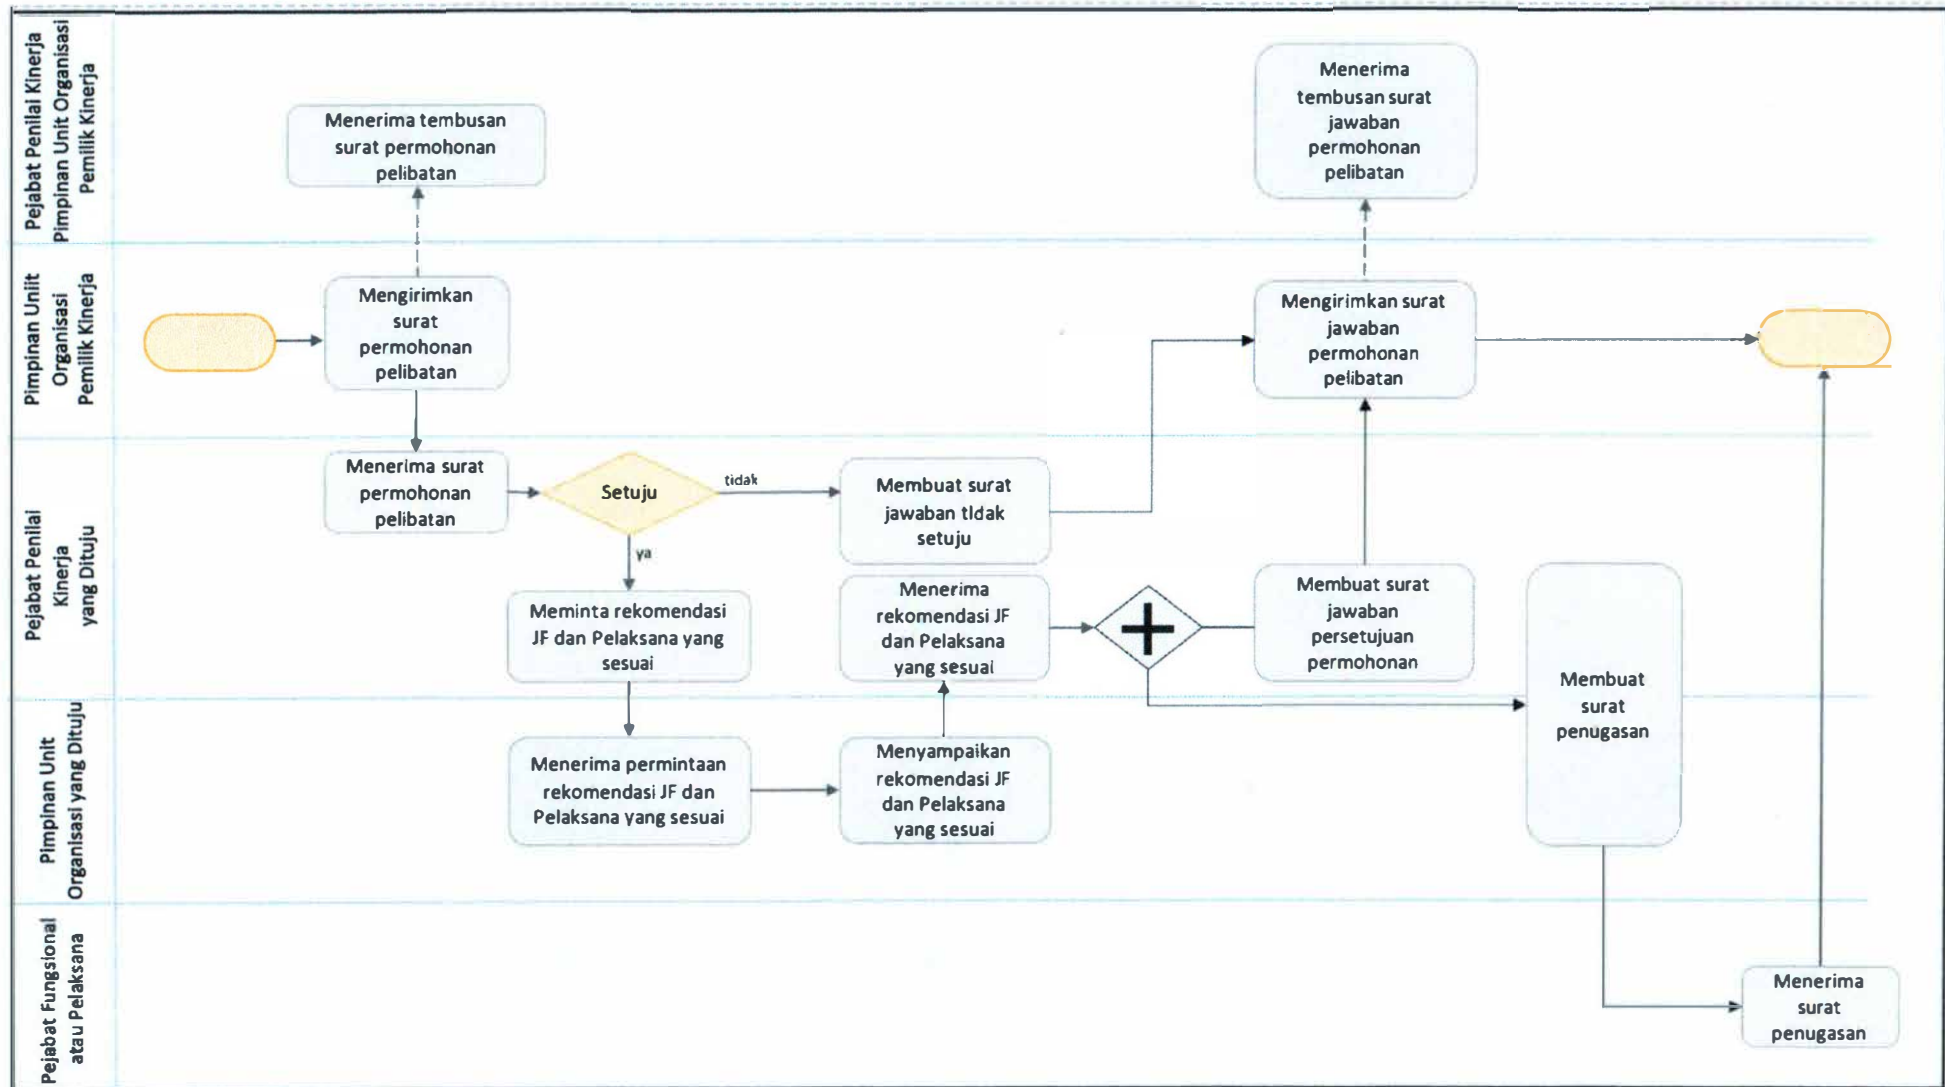 Pejabat Penilai Kinerja
Pimpinan Unit Organisasi
Pemilik Kinerja
Menerima tembusan
surat permohonan
pelibatan
Menerima
tembusan surat
jawaban
permohonan
pelibatan
Pimpinan Uniit
Organisasi
Pemilik Kinerja
Mengirimkan
surat
permohonan
pelibatan
Mengirimkan surat
jawaban
permohonan
pelibatan
Pejabat Penilai
Kinerja
yang Dituju
Menerima surat
permohonan
pelibatan
Setuju
tidak
ya
Membuat surat
jawaban tidak
setuju
Meminta rekomendasi
JF dan Pelaksana yang
sesuai
Menerima
rekomendasi JF
dan Pelaksana
yang sesuai
Membuat surat
jawaban
persetujuan
permohonan
Membuat
surat
penugasan
Pimpinan Unit
Organisasi yang Dituju
Menerima permintaan
rekomendasi JF dan
Pelaksana yang sesuai
Menyampaikan
rekomendasi JF
dan Pelaksana
yang sesuai
Pejabat Fungsional
atau Pelaksana
Menerima
surat
penugasan